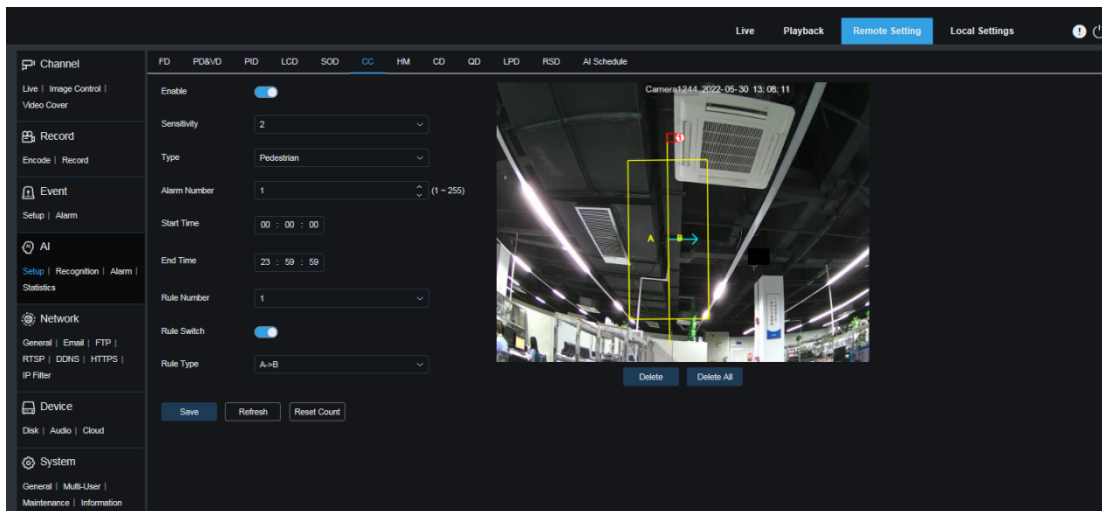 Live Playback Remote Setting Local Settings
Channel
Live | Image Control |
Video Cover
Record
Encode | Record
Event
Setup | Alarm
AI
Setup | Recognition | Alarm |
Statistics
Network
General | Email | FTP |
RTSP | DDNS | HTTPS |
IP Filter
Device
Disk | Audio | Cloud
System
General | Multi-User |
Maintenance | Information
FD PD&VD PID LCD SOD CC HM CD QD LPD RSD AI Schedule
Enable
Sensitivity 2
Type Pedestrian
Alarm Number 1 (1 ~ 255)
Start Time 00 : 00 : 00
End Time 23 : 59 : 59
Rule Number 1
Rule Switch
Rule Type A->B
Save Refresh Reset Count
Camera1244 2022-05-30 13:06:11
1
A B
Delete Delete All